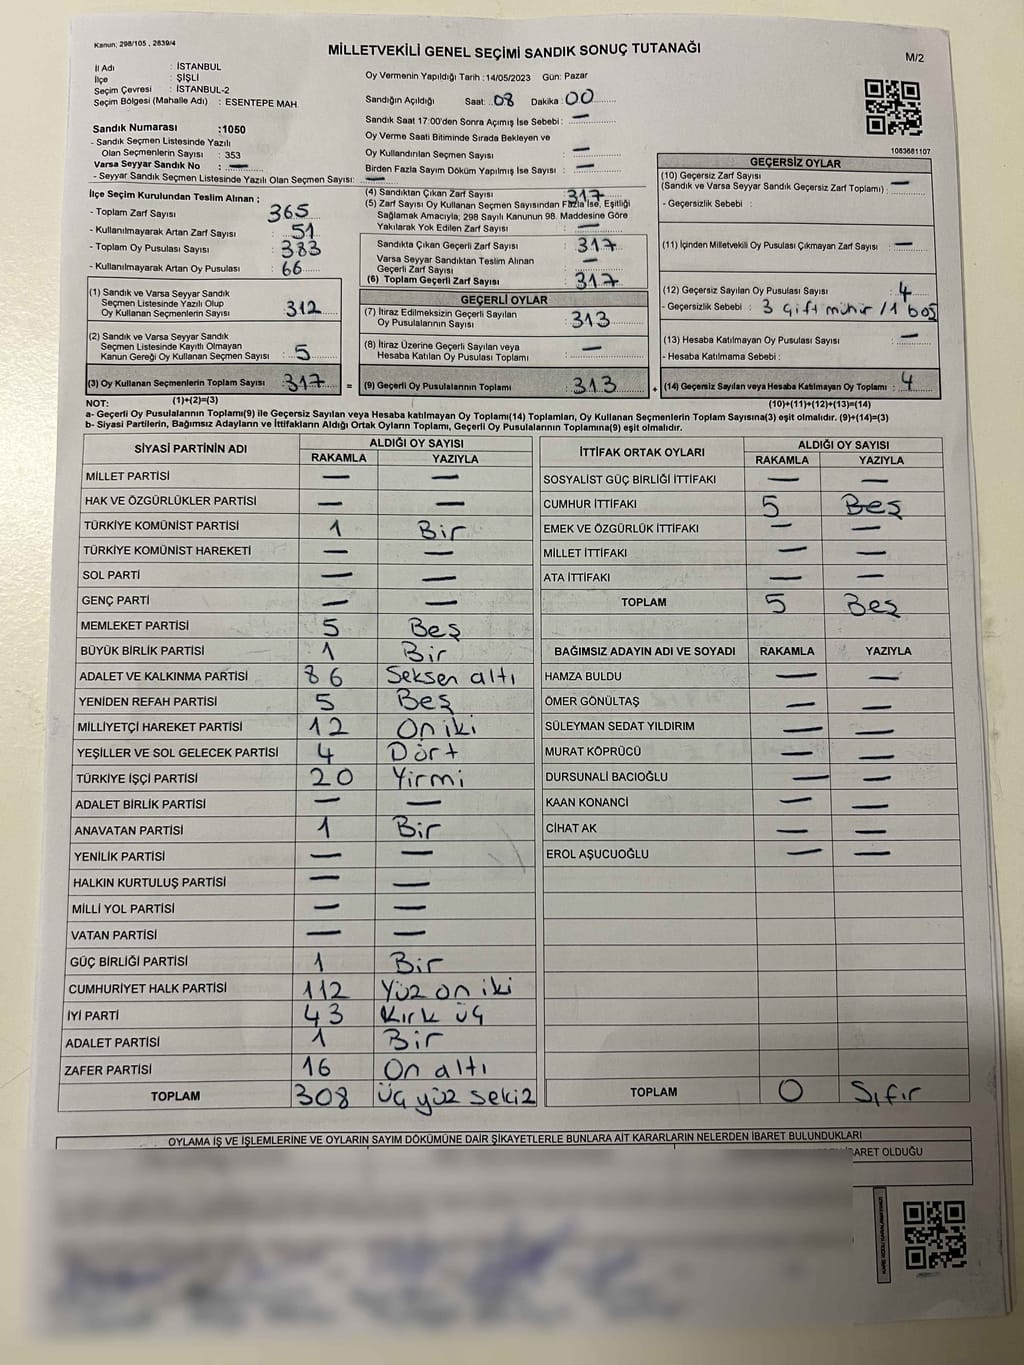 Kanun, 298/105 , 2839/4
MİLLETVEKİLİ GENEL SEÇİMİ SANDIK SONUÇ TUTANAĞI
M/2
İl Adı : İSTANBUL
İlçe : ŞİŞLİ
Seçim Çevresi : İSTANBUL-2
Seçim Bölgesi (Mahalle Adı) : ESENTEPE MAH.
Sandık Numarası :1050
- Sandık Seçmen Listesinde Yazılı
Olan Seçmenlerin Sayısı : 353
Varsa Seyyar Sandık No : —
- Seyyar Sandık Seçmen Listesinde Yazılı Olan Seçmen Sayısı: —
İlçe Seçim Kurulundan Teslim Alınan ;
- Toplam Zarf Sayısı 365
- Kullanılmayarak Artan Zarf Sayısı : 51
- Toplam Oy Pusulası Sayısı : 383
- Kullanılmayarak Artan Oy Pusulası : 66
(1) Sandık ve Varsa Seyyar Sandık
Seçmen Listesinde Yazılı Olup
Oy Kullanan Seçmenlerin Sayısı : 312
(2) Sandık ve Varsa Seyyar Sandık
Seçmen Listesinde Kayıtlı Olmayan
Kanun Gereği Oy Kullanan Seçmen Sayısı : 5
(3) Oy Kullanan Seçmenlerin Toplam Sayısı : 317 =
(1)+(2)=(3)
Oy Vermenin Yapıldığı Tarih : 14/05/2023 Gün: Pazar
Sandığın Açıldığı Saat: 08 Dakika : 00
Sandık Saat 17:00'den Sonra Açımış İse Sebebi : —
Oy Verme Saati Bitiminde Sırada Bekleyen ve
Oy Kullandırılan Seçmen Sayısı : —
Birden Fazla Sayım Döküm Yapılmış İse Sayısı : —
(4) Sandıktan Çıkan Zarf Sayısı : 317
(5) Zarf Sayısı Oy Kullanan Seçmen Sayısından Fazla İse, Eşitliği
Sağlamak Amacıyla, 298 Sayılı Kanunun 98. Maddesine Göre
Yakılarak Yok Edilen Zarf Sayısı : —
Sandıkta Çıkan Geçerli Zarf Sayısı : 317
Varsa Seyyar Sandıktan Teslim Alınan
Geçerli Zarf Sayısı : —
(6) Toplam Geçerli Zarf Sayısı : 317
GEÇERLİ OYLAR
(7) İtiraz Edilmeksizin Geçerli Sayılan
Oy Pusulalarının Sayısı : 313
(8) İtiraz Üzerine Geçerli Sayılan veya
Hesaba Katılan Oy Pusulası Toplamı : —
(9) Geçerli Oy Pusulalarının Toplamı : 313 +
1083681107
GEÇERSİZ OYLAR
(10) Geçersiz Zarf Sayısı
(Sandık ve Varsa Seyyar Sandık Geçersiz Zarf Toplamı) : —
- Geçersizlik Sebebi :
(11) İçinden Milletvekili Oy Pusulası Çıkmayan Zarf Sayısı : —
(12) Geçersiz Sayılan Oy Pusulası Sayısı : 4
- Geçersizlik Sebebi : 3 çift mühür / 1 boş
(13) Hesaba Katılmayan Oy Pusulası Sayısı : —
- Hesaba Katılmama Sebebi :
(14) Geçersiz Sayılan veya Hesaba Katılmayan Oy Toplamı : 4
(10)+(11)+(12)+(13)=(14)
NOT:
a- Geçerli Oy Pusulalarının Toplamı(9) ile Geçersiz Sayılan veya Hesaba katılmayan Oy Toplamı(14) Toplamları, Oy Kullanan Seçmenlerin Toplam Sayısına(3) eşit olmalıdır. (9)+(14)=(3)
b- Siyasi Partilerin, Bağımsız Adayların ve İttifakların Aldığı Ortak Oyların Toplamı, Geçerli Oy Pusulalarının Toplamına(9) eşit olmalıdır.
SİYASİ PARTİNİN ADI ALDIĞI OY SAYISI
RAKAMLA YAZIYLA
MİLLET PARTİSİ — —
HAK VE ÖZGÜRLÜKLER PARTİSİ — —
TÜRKİYE KOMÜNİST PARTİSİ 1 Bir
TÜRKİYE KOMÜNİST HAREKETİ — —
SOL PARTİ — —
GENÇ PARTİ — —
MEMLEKET PARTİSİ 5 Beş
BÜYÜK BİRLİK PARTİSİ 1 Bir
ADALET VE KALKINMA PARTİSİ 86 Seksen altı
YENİDEN REFAH PARTİSİ 5 Beş
MİLLİYETÇİ HAREKET PARTİSİ 12 On iki
YEŞİLLER VE SOL GELECEK PARTİSİ 4 Dört
TÜRKİYE İŞÇİ PARTİSİ 20 Yirmi
ADALET BİRLİK PARTİSİ — —
ANAVATAN PARTİSİ 1 Bir
YENİLİK PARTİSİ — —
HALKIN KURTULUŞ PARTİSİ — —
MİLLİ YOL PARTİSİ — —
VATAN PARTİSİ — —
GÜÇ BİRLİĞİ PARTİSİ 1 Bir
CUMHURİYET HALK PARTİSİ 112 Yüz on iki
İYİ PARTİ 43 Kırk üç
ADALET PARTİSİ 1 Bir
ZAFER PARTİSİ 16 On altı
TOPLAM 308 Üç yüz sekiz
İTTİFAK ORTAK OYLARI ALDIĞI OY SAYISI
RAKAMLA YAZIYLA
SOSYALİST GÜÇ BİRLİĞİ İTTİFAKI — —
CUMHUR İTTİFAKI 5 Beş
EMEK VE ÖZGÜRLÜK İTTİFAKI — —
MİLLET İTTİFAKI — —
ATA İTTİFAKI — —
TOPLAM 5 Beş
BAĞIMSIZ ADAYIN ADI VE SOYADI RAKAMLA YAZIYLA
HAMZA BULDU — —
ÖMER GÖNÜLTAŞ — —
SÜLEYMAN SEDAT YILDIRIM — —
MURAT KÖPRÜCÜ — —
DURSUNALİ BACIOĞLU — —
KAAN KONANCİ — —
CİHAT AK — —
EROL AŞUCUOĞLU — —
TOPLAM 0 Sıfır
OYLAMA İŞ VE İŞLEMLERİNE VE OYLARIN SAYIM DÖKÜMÜNE DAİR ŞİKAYETLERLE BUNLARA AİT KARARLARIN NELERDEN İBARET BULUNDUKLARI
BARET OLDUĞU